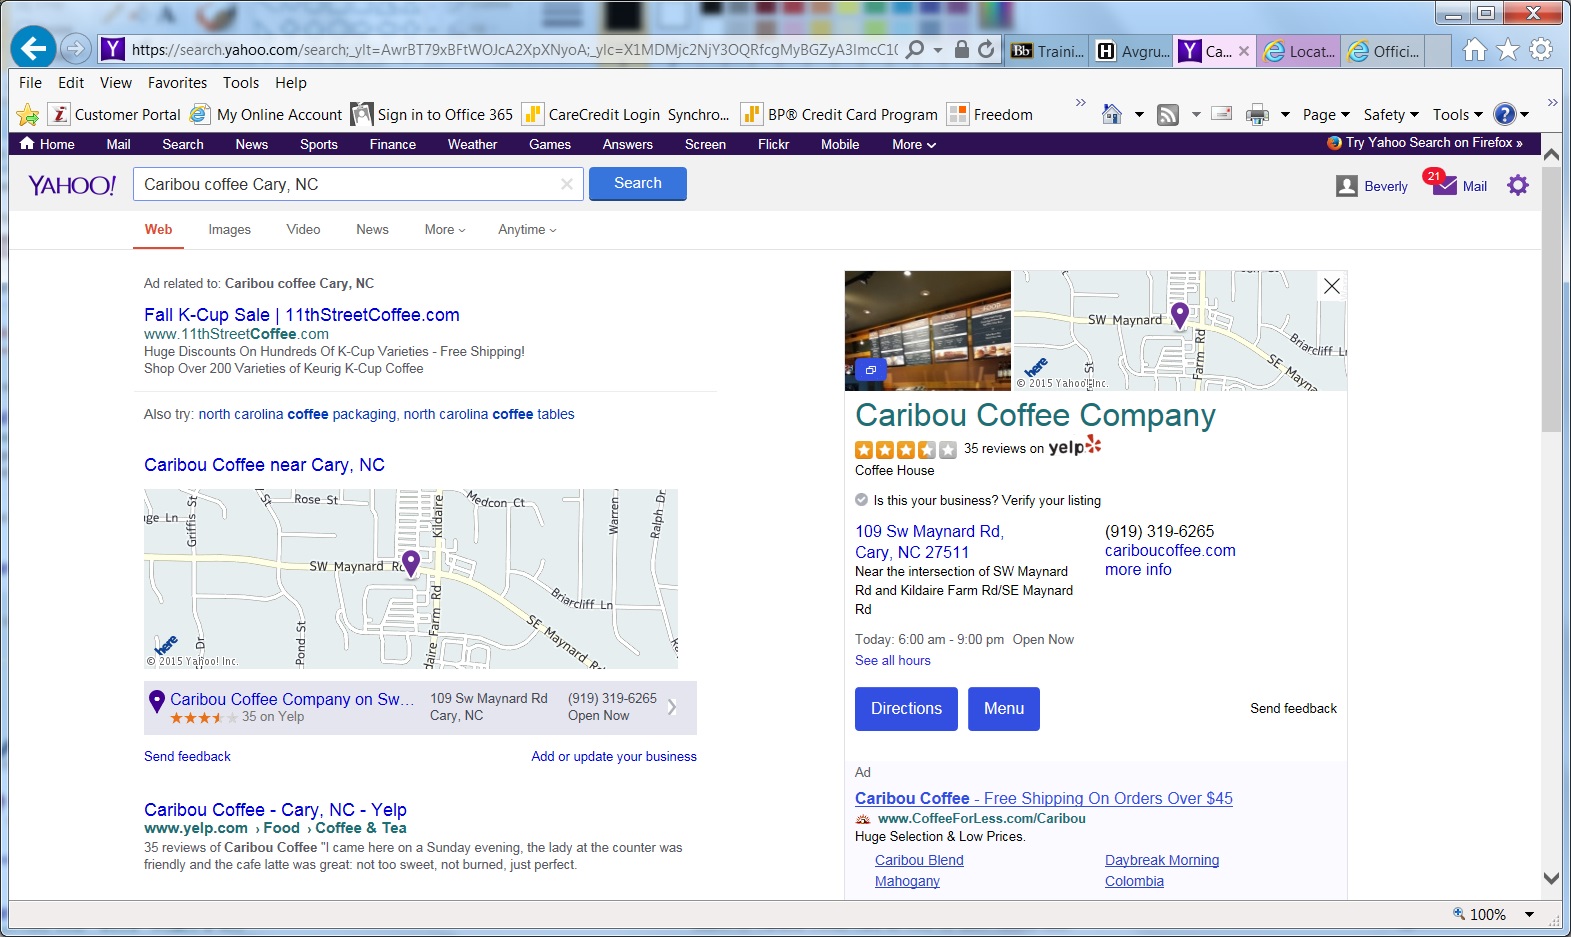 https://search.yahoo.com/search;_ylt=AwrBT79xBFtWOJcA2XpXNyoA;_ylc=X1MDMjc2NjY3OQRfcgMyBGZyA3lmcC1
Bb Traini...
H Avgru...
Y Ca...
Locat...
Offici...
File Edit View Favorites Tools Help
Customer Portal My Online Account Sign in to Office 365 CareCredit Login Synchro... BP® Credit Card Program Freedom
Page Safety Tools
Home Mail Search News Sports Finance Weather Games Answers Screen Flickr Mobile More
Try Yahoo Search on Firefox »
YAHOO!
Caribou coffee Cary, NC
Search
Beverly
21
Mail
Web Images Video News More Anytime
Ad related to: Caribou coffee Cary, NC
Fall K-Cup Sale | 11thStreetCoffee.com
www.11thStreetCoffee.com
Huge Discounts On Hundreds Of K-Cup Varieties - Free Shipping!
Shop Over 200 Varieties of Keurig K-Cup Coffee
Also try: north carolina coffee packaging, north carolina coffee tables
Caribou Coffee near Cary, NC
Rose St
Medcon Ct
Griffis St
Kildaire
Warren
Ralph Dr
ge Ln
SW Maynard Rd
Briarcliff Ln
SE Maynard Rd
Pond St
daire Farm Rd
Dr
here
© 2015 Yahoo! Inc.
Caribou Coffee Company on Sw...
35 on Yelp
109 Sw Maynard Rd
Cary, NC
(919) 319-6265
Open Now
Send feedback
Add or update your business
Caribou Coffee - Cary, NC - Yelp
www.yelp.com › Food › Coffee & Tea
35 reviews of Caribou Coffee "I came here on a Sunday evening, the lady at the counter was
friendly and the cafe latte was great: not too sweet, not burned, just perfect.
SW Maynard
Farm Rd
Briarcliff Ln
SE Mayna
St
here
© 2015 Yahoo! Inc.
Caribou Coffee Company
35 reviews on yelp
Coffee House
Is this your business? Verify your listing
109 Sw Maynard Rd,
Cary, NC 27511
Near the intersection of SW Maynard
Rd and Kildaire Farm Rd/SE Maynard
Rd
(919) 319-6265
cariboucoffee.com
more info
Today: 6:00 am - 9:00 pm Open Now
See all hours
Directions
Menu
Send feedback
Ad
Caribou Coffee - Free Shipping On Orders Over $45
www.CoffeeForLess.com/Caribou
Huge Selection & Low Prices.
Caribou Blend
Daybreak Morning
Mahogany
Colombia
100%